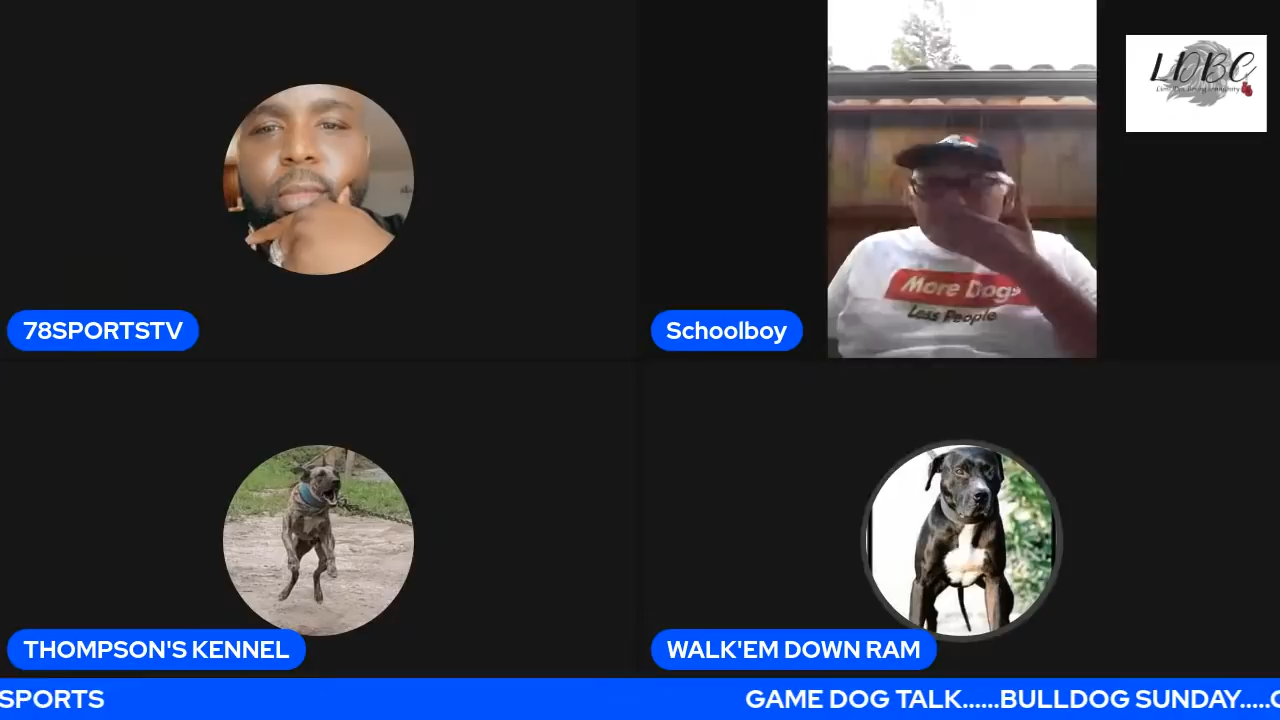 LDBC
More Dogs
Less People
78SPORTSTV
Schoolboy
THOMPSON'S KENNEL
WALK'EM DOWN RAM
SPORTS GAME DOG TALK......BULLDOG SUNDAY.....